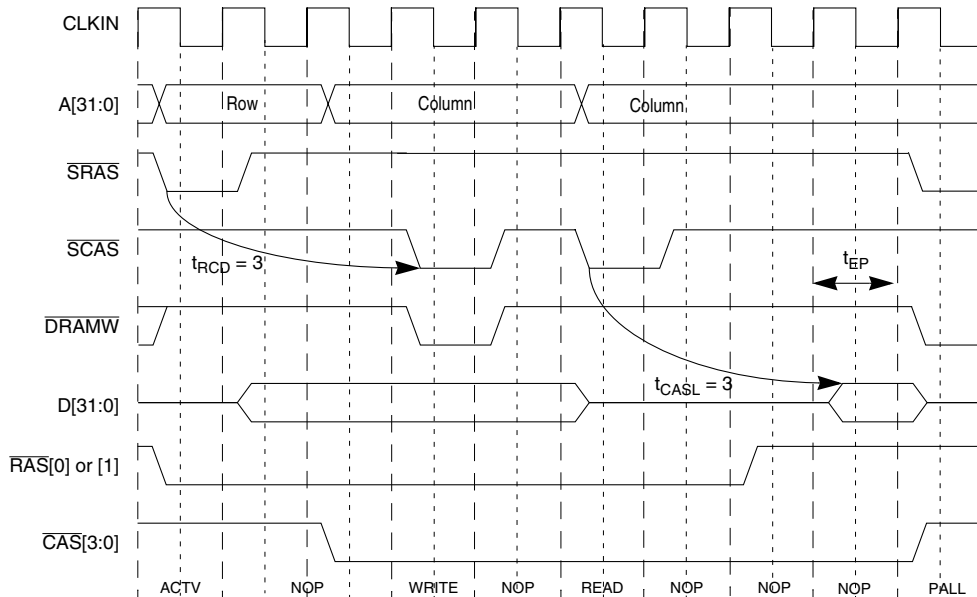 CLKIN
A[31:0]
Row
Column
Column
SRAS
SCAS
tRCD = 3
tEP
DRAMW
tCASL = 3
D[31:0]
RAS[0] or [1]
CAS[3:0]
ACTV NOP WRITE NOP READ NOP NOP NOP PALL